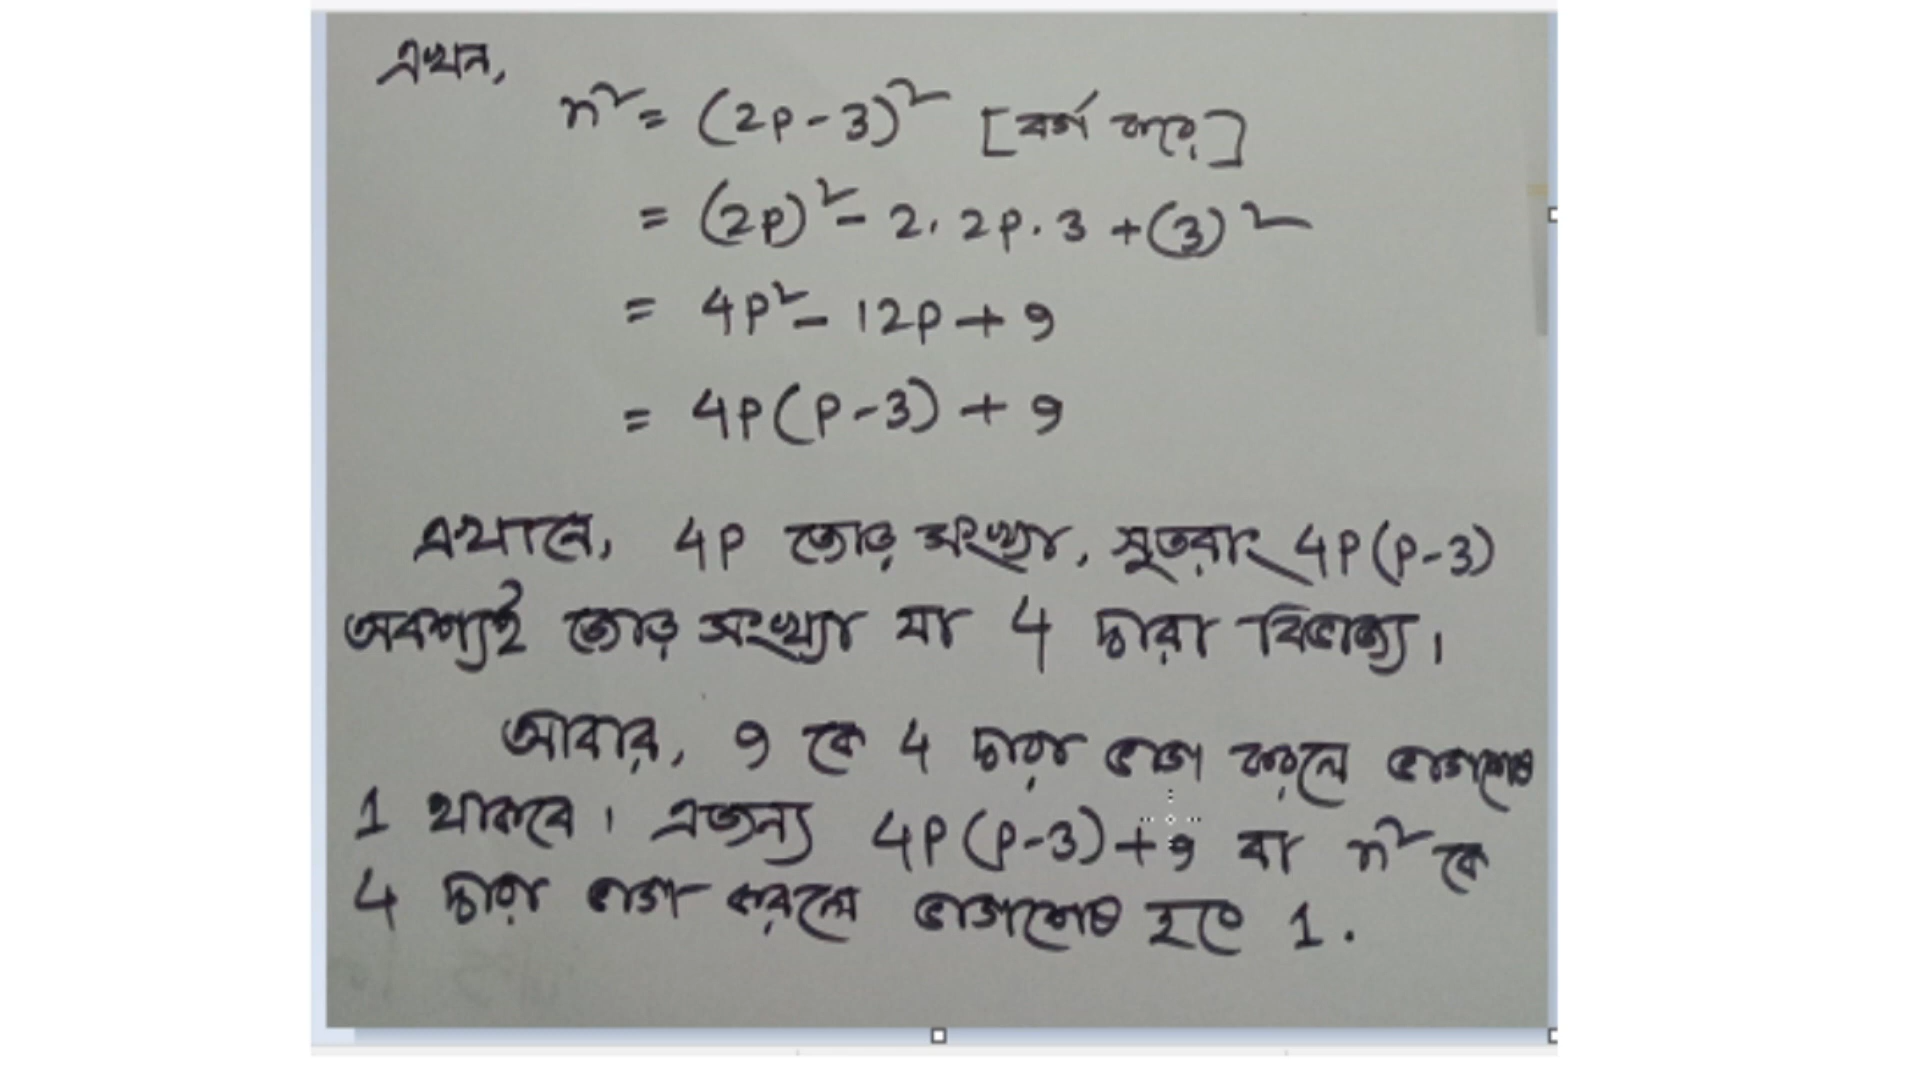 এখন,
n² = (2p-3)² [বর্গ করে]
= (2p)² - 2. 2p. 3 + (3)²
= 4p² - 12p + 9
= 4p(p-3) + 9
এখানে, 4p জোড় সংখ্যা, সুতরাং 4p(p-3)
অবশ্যই জোড় সংখ্যা যা 4 দ্বারা বিভাজ্য।
আবার, 9 কে 4 দ্বারা ভাগ করলে ভাগশেষ
1 থাকবে। এজন্য 4p(p-3)+9 বা n² কে
4 দ্বারা ভাগ করলে ভাগশেষ হবে 1.